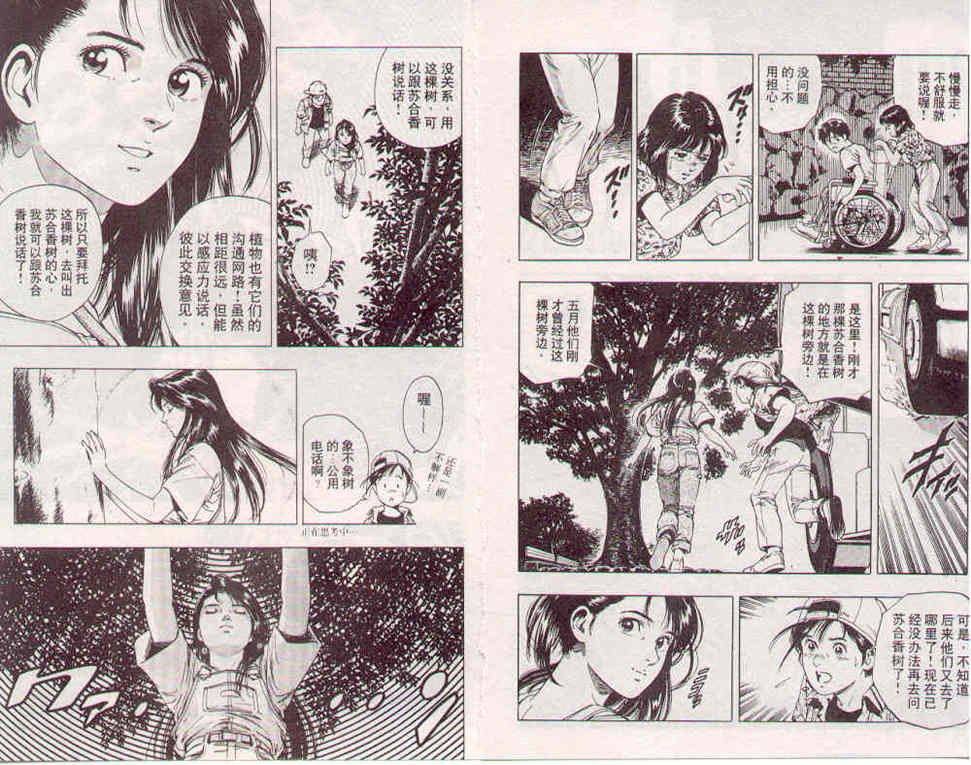 慢慢走，
不舒服就
要说喔！
没问题
的…不
用担心。
是这里！刚才
那棵苏合香树
的地方就是在
这棵树旁边！
五月他们刚
才曾经过这
棵树旁边。
可是，不知道
后来他们又去了
哪里了！现在已
经没办法再去问
苏合香树了！
没关系，用
这棵树，可
以跟苏合香
树说话！
咦!?
植物也有它们的
沟通网路！虽然
相距很远，但能
以感应力说话，
彼此交换意见。
所以只要拜托
这棵树，去叫出
苏合香树的心，
我就可以跟苏合
香树说话了！
喔——
还是一副
不解样…
象不象树
的…公用
电话啊？
正在思考中…